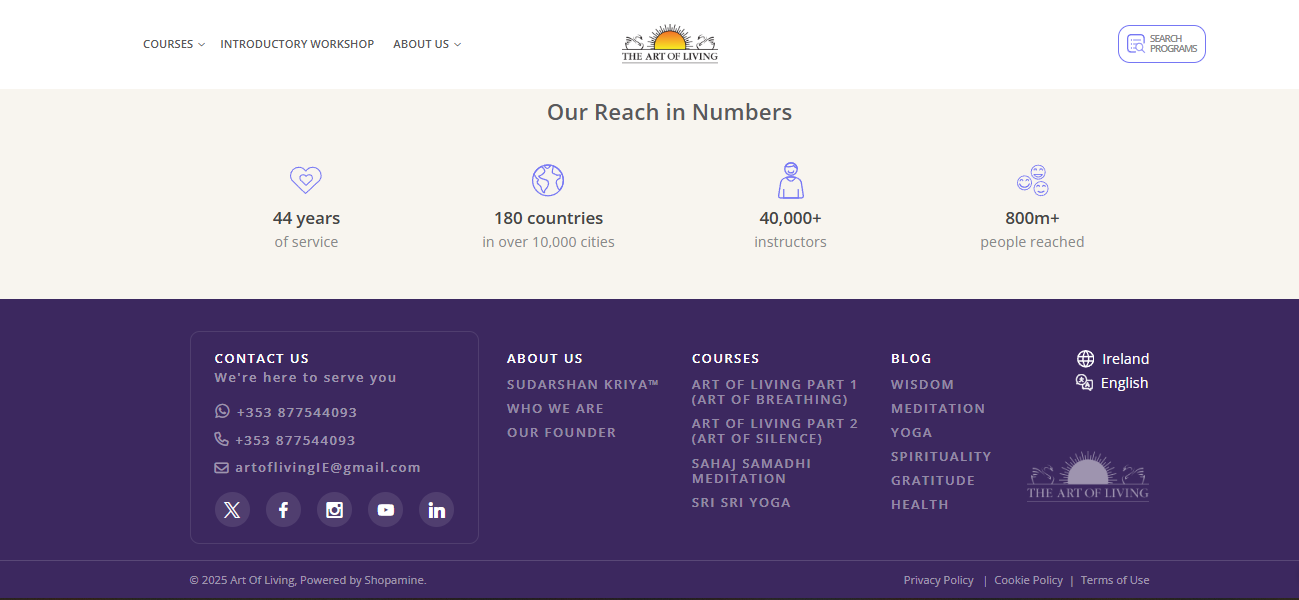 COURSES
INTRODUCTORY WORKSHOP
ABOUT US
THE ART OF LIVING
SEARCH
PROGRAMS
Our Reach in Numbers
44 years
of service
180 countries
in over 10,000 cities
40,000+
instructors
800m+
people reached
CONTACT US
We're here to serve you
+353 877544093
+353 877544093
artoflivingIE@gmail.com
ABOUT US
SUDARSHAN KRIYA™
WHO WE ARE
OUR FOUNDER
COURSES
ART OF LIVING PART 1
(ART OF BREATHING)
ART OF LIVING PART 2
(ART OF SILENCE)
SAHAJ SAMADHI
MEDITATION
SRI SRI YOGA
BLOG
WISDOM
MEDITATION
YOGA
SPIRITUALITY
GRATITUDE
HEALTH
Ireland
English
THE ART OF LIVING
© 2025 Art Of Living, Powered by Shopamine.
Privacy Policy | Cookie Policy | Terms of Use